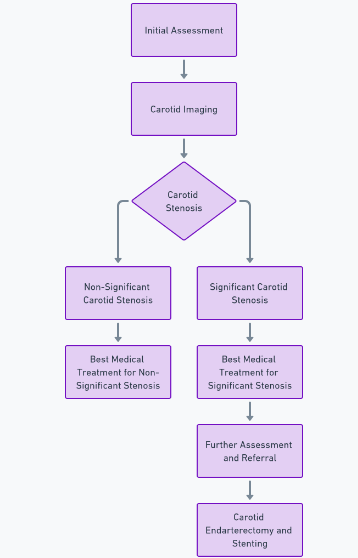 Initial Assessment
Carotid Imaging
Carotid
Stenosis
Non-Significant
Carotid Stenosis
Significant Carotid
Stenosis
Best Medical
Treatment for Non-
Significant Stenosis
Best Medical
Treatment for
Significant Stenosis
Further Assessment
and Referral
Carotid
Endarterectomy and
Stenting